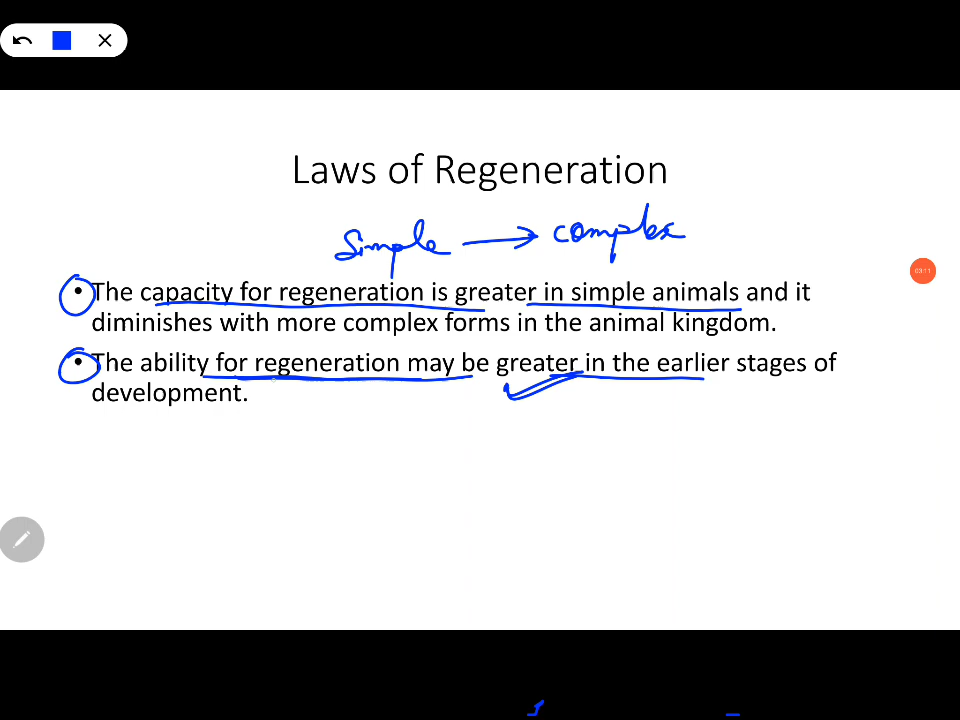 Laws of Regeneration
Simple → complex
• The capacity for regeneration is greater in simple animals and it
diminishes with more complex forms in the animal kingdom.
• The ability for regeneration may be greater in the earlier stages of
development.
03:11